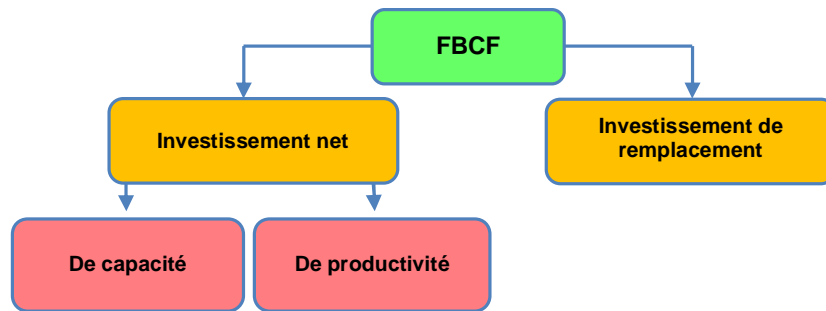 FBCF
Investissement net
Investissement de
remplacement
De capacité
De productivité